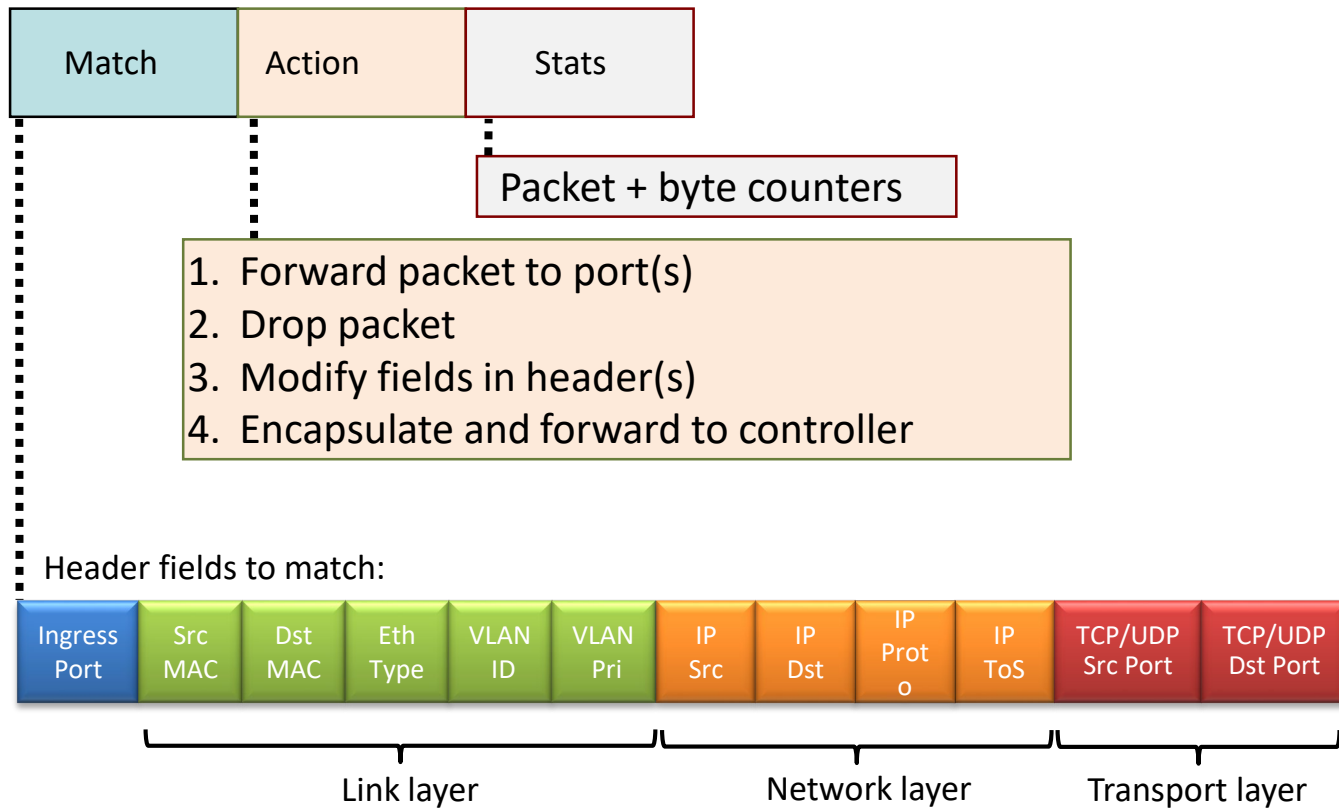 Match Action Stats
Packet + byte counters
1. Forward packet to port(s)
2. Drop packet
3. Modify fields in header(s)
4. Encapsulate and forward to controller
Header fields to match:
Ingress Src Dst Eth VLAN VLAN IP IP IP IP TCP/UDP TCP/UDP
Port MAC MAC Type ID Pri Src Dst Prot ToS Src Port Dst Port
o
Link layer Network layer Transport layer